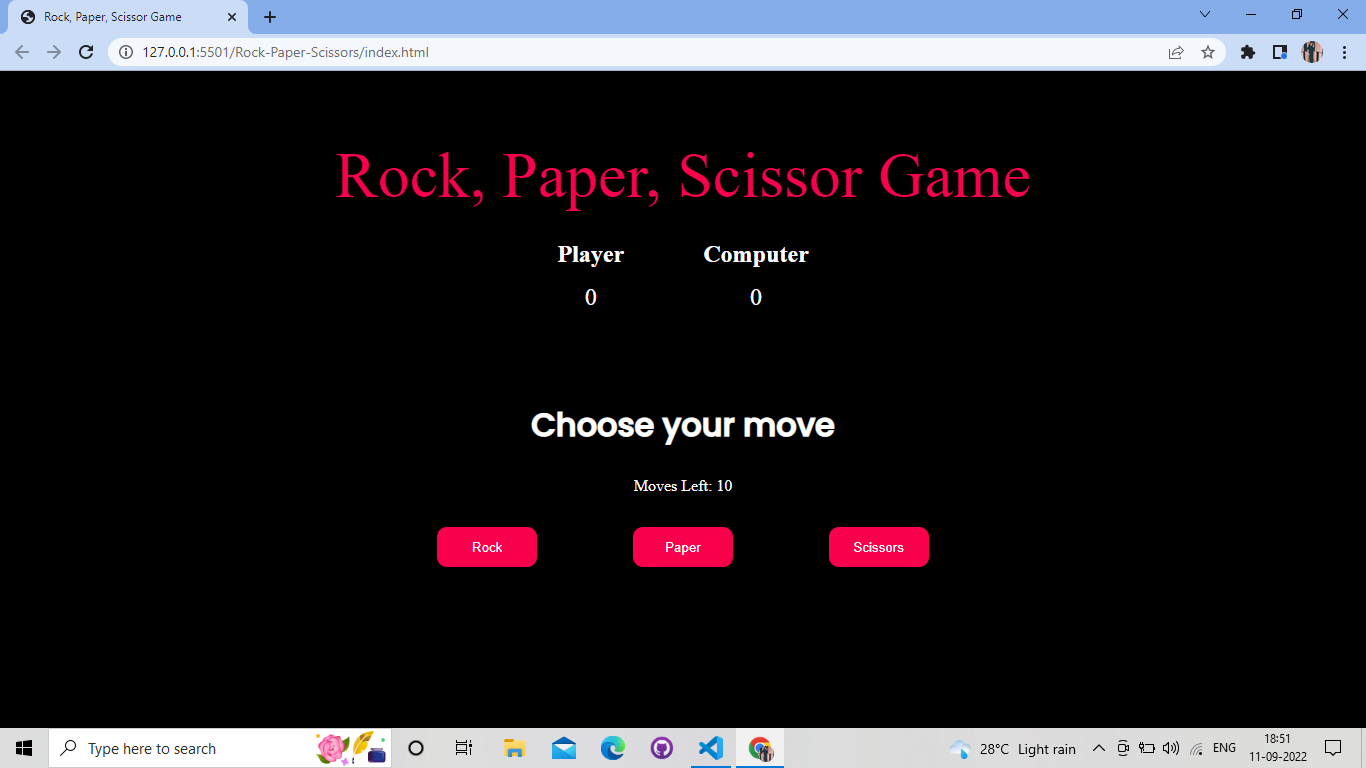 Rock, Paper, Scissor Game
127.0.0.1:5501/Rock-Paper-Scissors/index.html
Rock, Paper, Scissor Game
Player Computer
0 0
Choose your move
Moves Left: 10
Rock Paper Scissors
Type here to search
28°C Light rain
ENG
18:51
11-09-2022